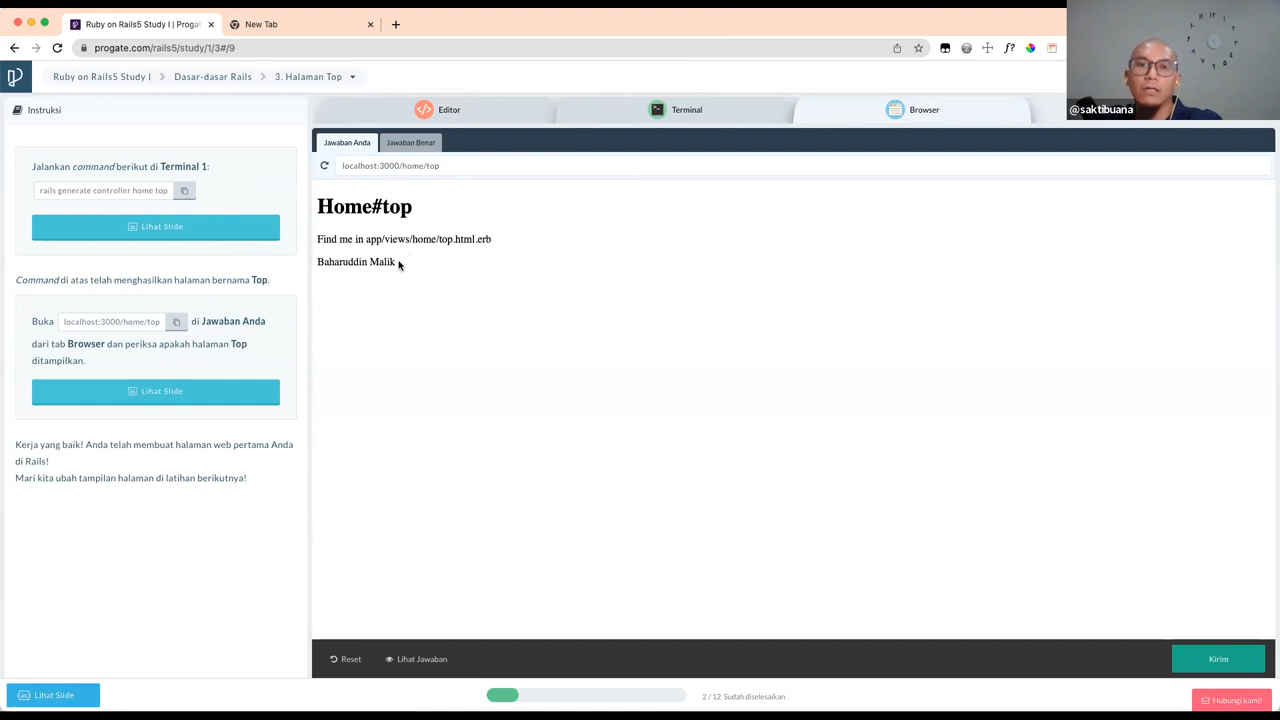 Ruby on Rails5 Study I | Progat
New Tab
progate.com/rails5/study/1/3#/9
Ruby on Rails5 Study I
Dasar-dasar Rails
3. Halaman Top
@saktibuana
Instruksi
Editor
Terminal
Browser
Jawaban Anda
Jawaban Benar
localhost:3000/home/top
Jalankan command berikut di Terminal 1:
rails generate controller home top
Lihat Slide
Command di atas telah menghasilkan halaman bernama Top.
Buka localhost:3000/home/top di Jawaban Anda
dari tab Browser dan periksa apakah halaman Top
ditampilkan.
Lihat Slide
Kerja yang baik! Anda telah membuat halaman web pertama Anda
di Rails!
Mari kita ubah tampilan halaman di latihan berikutnya!
Home#top
Find me in app/views/home/top.html.erb
Baharuddin Malik
Reset
Lihat Jawaban
Kirim
Lihat Slide
2 / 12 Sudah diselesaikan
Hubungi kami!